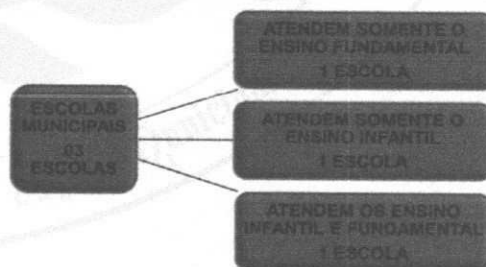 ESCOLAS
MUNICIPAIS
03
ESCOLAS
ATENDEM SOMENTE O
ENSINO FUNDAMENTAL
1 ESCOLA
ATENDEM SOMENTE O
ENSINO INFANTIL
1 ESCOLA
ATENDEM OS ENSINO
INFANTIL E FUNDAMENTAL
1 ESCOLA